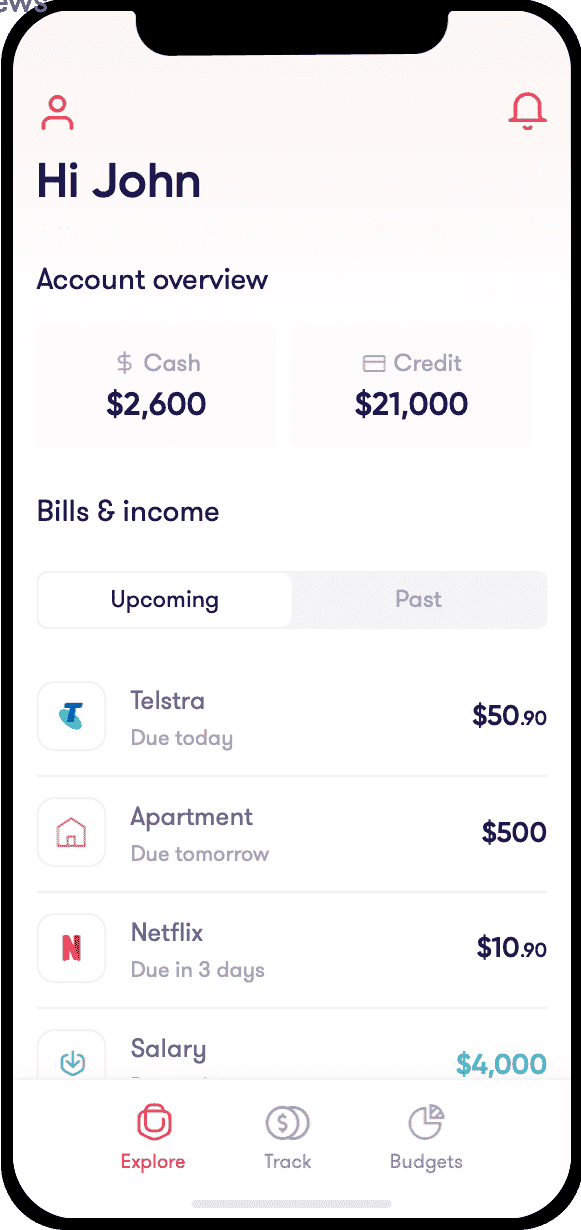 ews
Hi John
Account overview
$ Cash
$2,600
Credit
$21,000
Bills & income
Upcoming
Past
Telstra
Due today
$50.90
Apartment
Due tomorrow
$500
Netflix
Due in 3 days
$10.90
Salary
$4,000
Explore
Track
Budgets